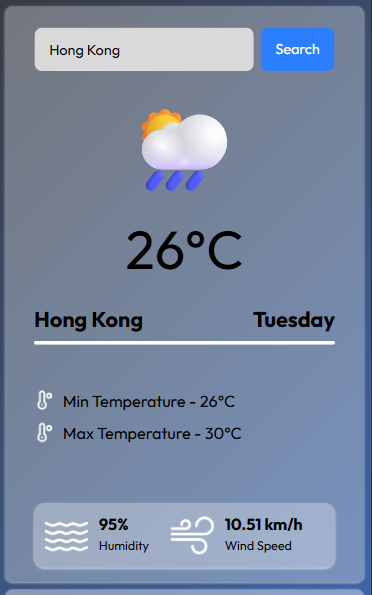 Hong Kong
Search
26°C
Hong Kong Tuesday
Min Temperature - 26°C
Max Temperature - 30°C
95% 10.51 km/h
Humidity Wind Speed